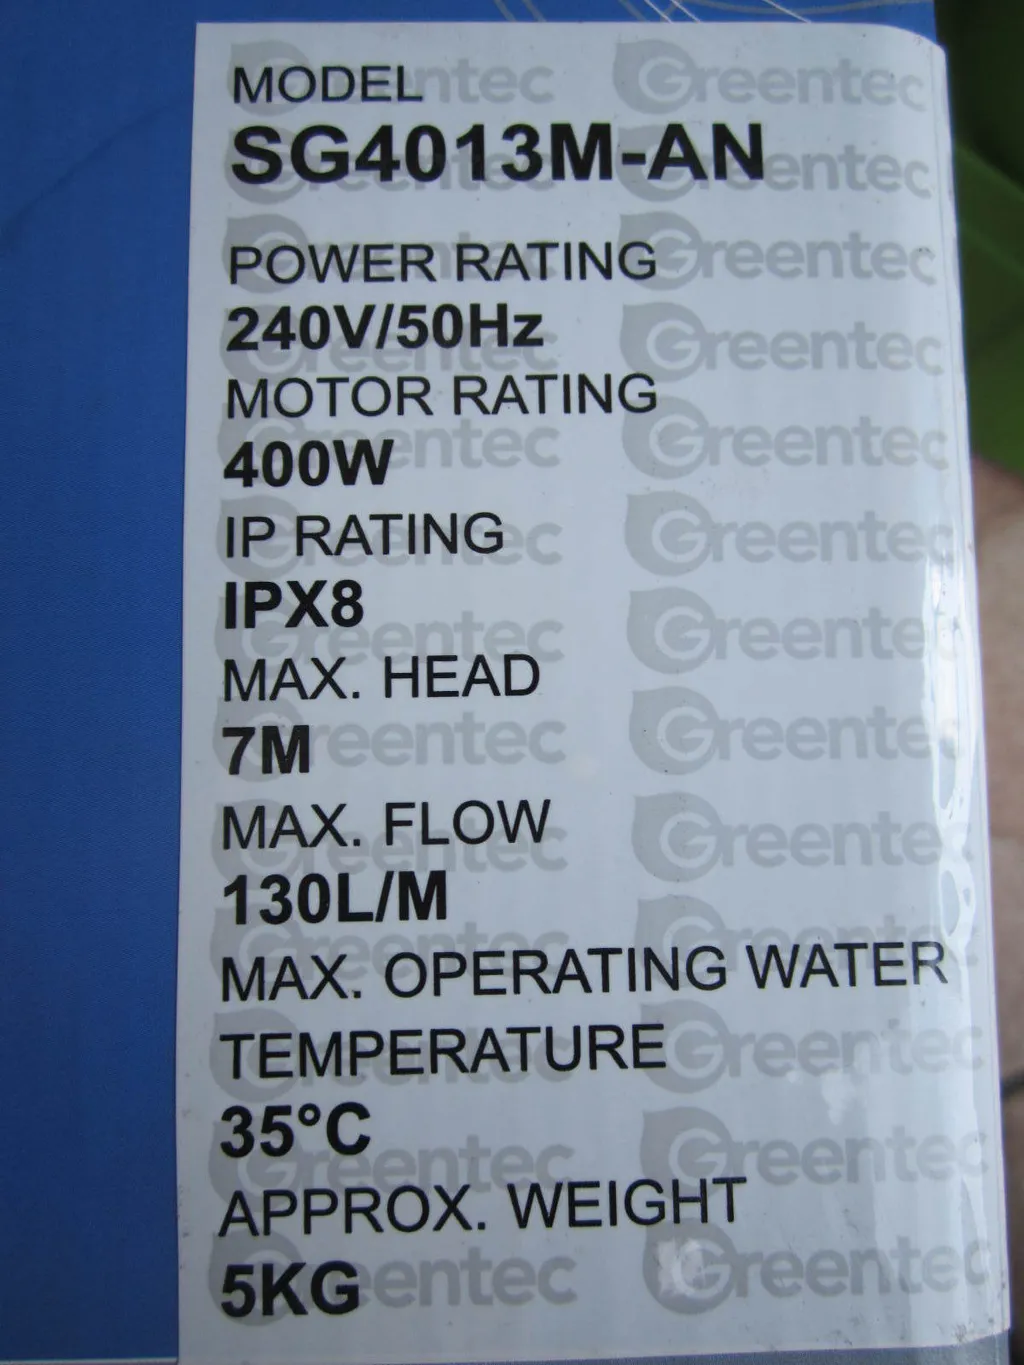 MODEL
SG4013M-AN
POWER RATING
240V/50Hz
MOTOR RATING
400W
IP RATING
IPX8
MAX. HEAD
7M
MAX. FLOW
130L/M
MAX. OPERATING WATER
TEMPERATURE
35°C
APPROX. WEIGHT
5KG
Greentec